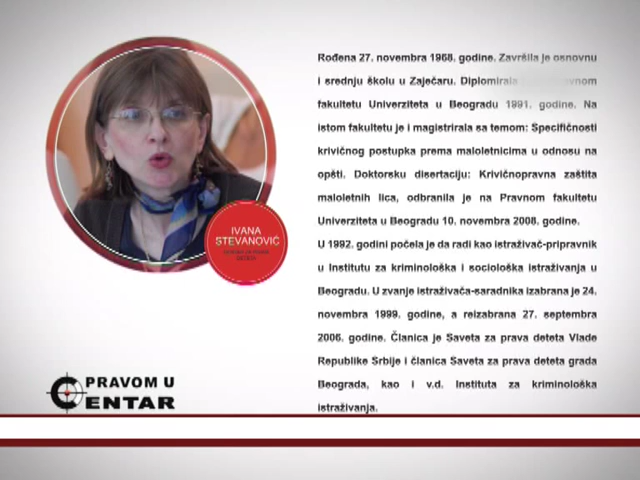 Rođena 27. novembra 1968. godine. Završila je osnovnu
i srednju školu u Zaječaru. Diplomirala
fakultetu Univerziteta u Beogradu 1991. godine. Na
istom fakultetu je i magistrirala sa temom: Specifičnosti
krivičnog postupka prema maloletnicima u odnosu na
opšti. Doktorsku disertaciju: Krivičnopravna zaštita
maloletnih lica, odbranila je na Pravnom fakultetu
Univerziteta u Beogradu 10. novembra 2008. godine.
U 1992. godini počela je da radi kao istraživač-pripravnik
u Institutu za kriminološka i sociološka istraživanja u
Beogradu. U zvanje istraživača-saradnika izabrana je 24.
novembra 1999. godine, a reizabrana 27. septembra
2006. godine. Članica je Saveta za prava deteta Vlade
Republike Srbije i članica Saveta za prava deteta grada
Beograda, kao i v.d. Instituta za kriminološka
istraživanja.
IVANA
STEVANOVIĆ
PRAVOM U
CENTAR